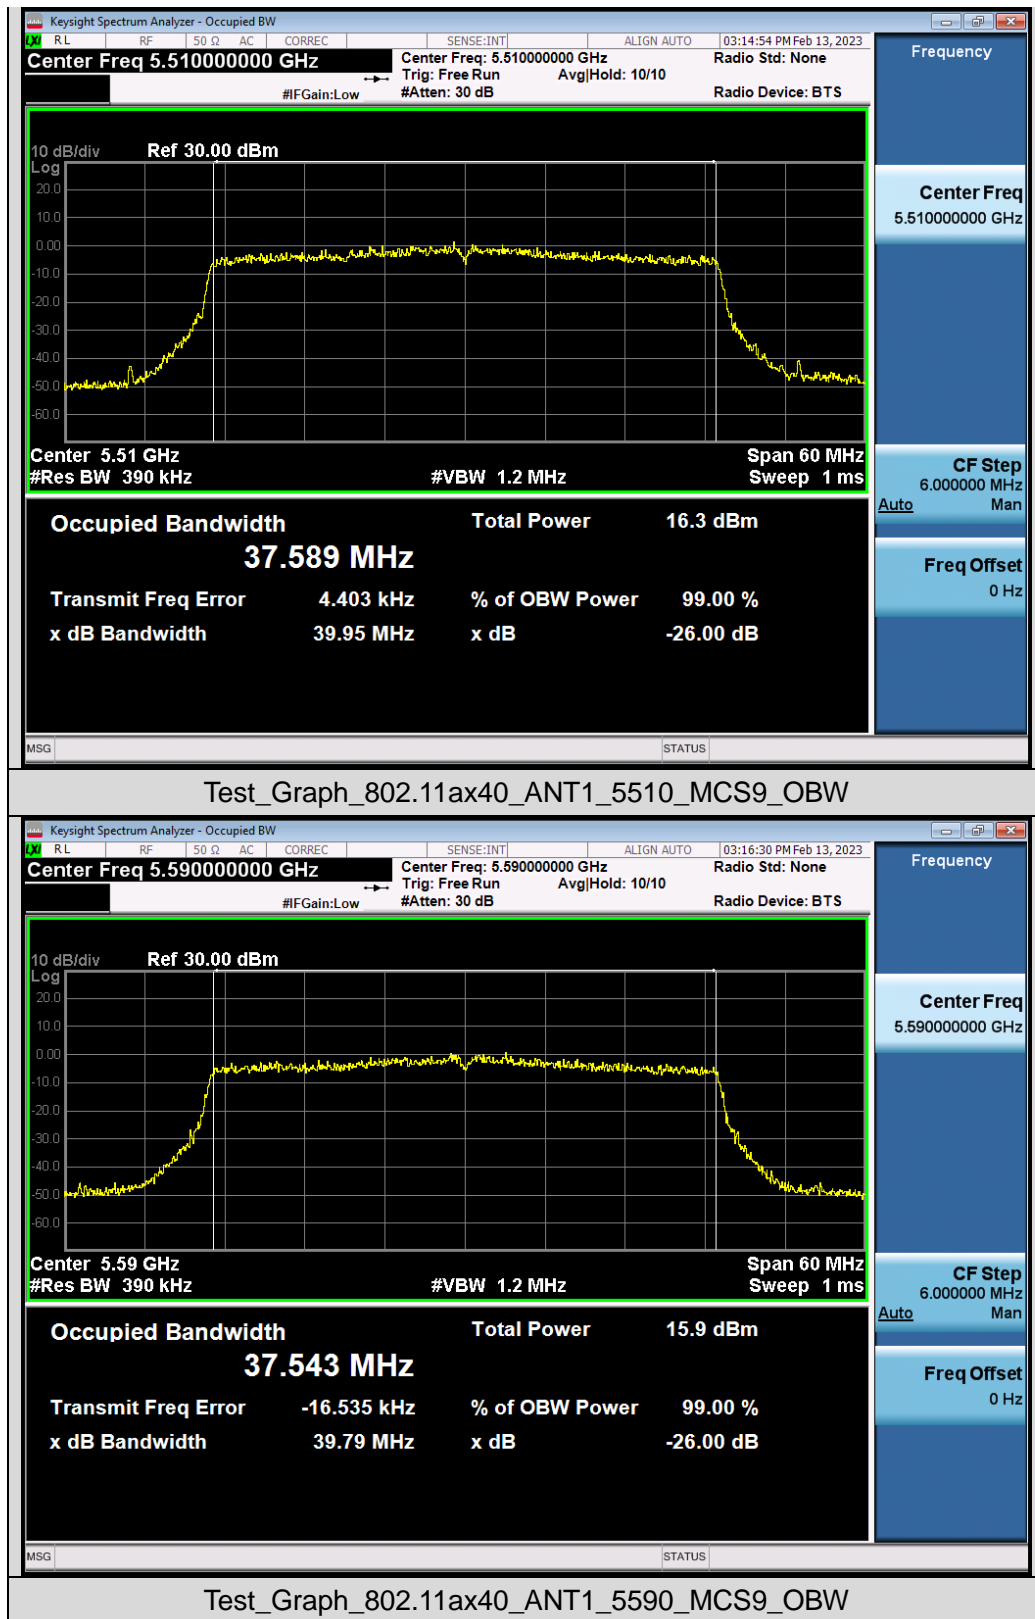 Keysight Spectrum Analyzer - Occupied BW
LXI RL RF 50 Ω AC CORREC SENSE:INT ALIGN AUTO 03:14:54 PM Feb 13, 2023
Center Freq 5.510000000 GHz
Center Freq: 5.510000000 GHz
Radio Std: None
Trig: Free Run Avg|Hold: 10/10
#IFGain:Low
#Atten: 30 dB
Radio Device: BTS
10 dB/div Ref 30.00 dBm
Log
20.0
10.0
0.00
-10.0
-20.0
-30.0
-40.0
-50.0
-60.0
Center 5.51 GHz Span 60 MHz
#Res BW 390 kHz #VBW 1.2 MHz Sweep 1 ms
Occupied Bandwidth Total Power 16.3 dBm
37.589 MHz
Transmit Freq Error 4.403 kHz % of OBW Power 99.00 %
x dB Bandwidth 39.95 MHz x dB -26.00 dB
MSG STATUS
Frequency
Center Freq
5.510000000 GHz
CF Step
6.000000 MHz
Auto Man
Freq Offset
0 Hz
Test_Graph_802.11ax40_ANT1_5510_MCS9_OBW
Keysight Spectrum Analyzer - Occupied BW
LXI RL RF 50 Ω AC CORREC SENSE:INT ALIGN AUTO 03:16:30 PM Feb 13, 2023
Center Freq 5.590000000 GHz
Center Freq: 5.590000000 GHz
Radio Std: None
Trig: Free Run Avg|Hold: 10/10
#IFGain:Low
#Atten: 30 dB
Radio Device: BTS
10 dB/div Ref 30.00 dBm
Log
20.0
10.0
0.00
-10.0
-20.0
-30.0
-40.0
-50.0
-60.0
Center 5.59 GHz Span 60 MHz
#Res BW 390 kHz #VBW 1.2 MHz Sweep 1 ms
Occupied Bandwidth Total Power 15.9 dBm
37.543 MHz
Transmit Freq Error -16.535 kHz % of OBW Power 99.00 %
x dB Bandwidth 39.79 MHz x dB -26.00 dB
MSG STATUS
Frequency
Center Freq
5.590000000 GHz
CF Step
6.000000 MHz
Auto Man
Freq Offset
0 Hz
Test_Graph_802.11ax40_ANT1_5590_MCS9_OBW